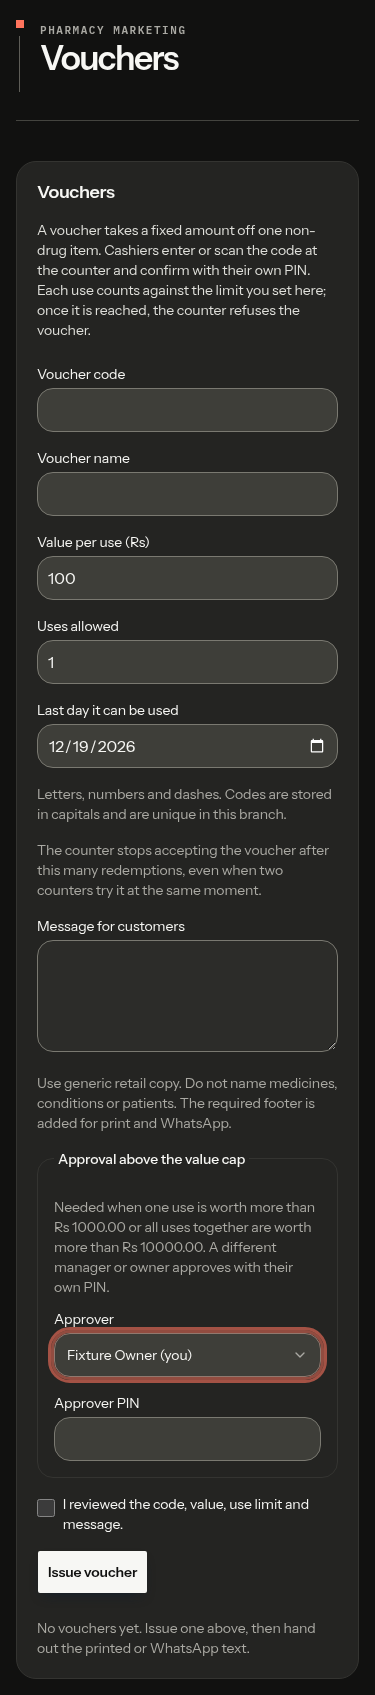 PHARMACY MARKETING
Vouchers
Vouchers
A voucher takes a fixed amount off one non-
drug item. Cashiers enter or scan the code at
the counter and confirm with their own PIN.
Each use counts against the limit you set here;
once it is reached, the counter refuses the
voucher.
Voucher code
Voucher name
Value per use (Rs)
100
Uses allowed
1
Last day it can be used
12/19/2026
Letters, numbers and dashes. Codes are stored
in capitals and are unique in this branch.
The counter stops accepting the voucher after
this many redemptions, even when two
counters try it at the same moment.
Message for customers
Use generic retail copy. Do not name medicines,
conditions or patients. The required footer is
added for print and WhatsApp.
Approval above the value cap
Needed when one use is worth more than
Rs 1000.00 or all uses together are worth
more than Rs 10000.00. A different
manager or owner approves with their
own PIN.
Approver
Fixture Owner (you)
Approver PIN
I reviewed the code, value, use limit and
message.
Issue voucher
No vouchers yet. Issue one above, then hand
out the printed or WhatsApp text.